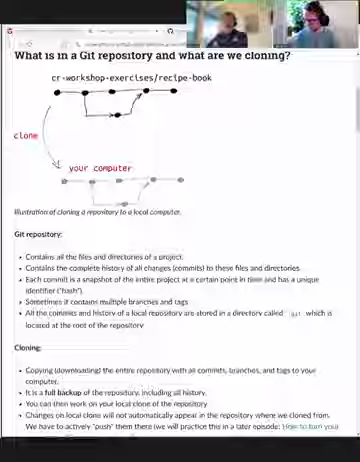 What is in a Git repository and what are we cloning?
cr-workshop-exercises/recipe-book
clone
your computer
Illustration of cloning a repository to a local computer.
Git repository:
• Contains all the files and directories of a project.
• Contains the complete history of all changes (commits) to these files and directories.
• Each commit is a snapshot of the entire project at a certain point in time and has a unique
identifier ("hash").
• Sometimes it contains multiple branches and tags
• All the commits and history of a local repository are stored in a directory called .git which is
located at the root of the repository
Cloning:
• Copying (downloading) the entire repository with all commits, branches, and tags to your
computer.
• It is a full backup of the repository, including all history.
• You can then work on your local clone of the repository
• Changes on local clone will not automatically appear in the repository where we cloned from.
We have to actively "push" them there (we will practice this in a later episode: How to turn your